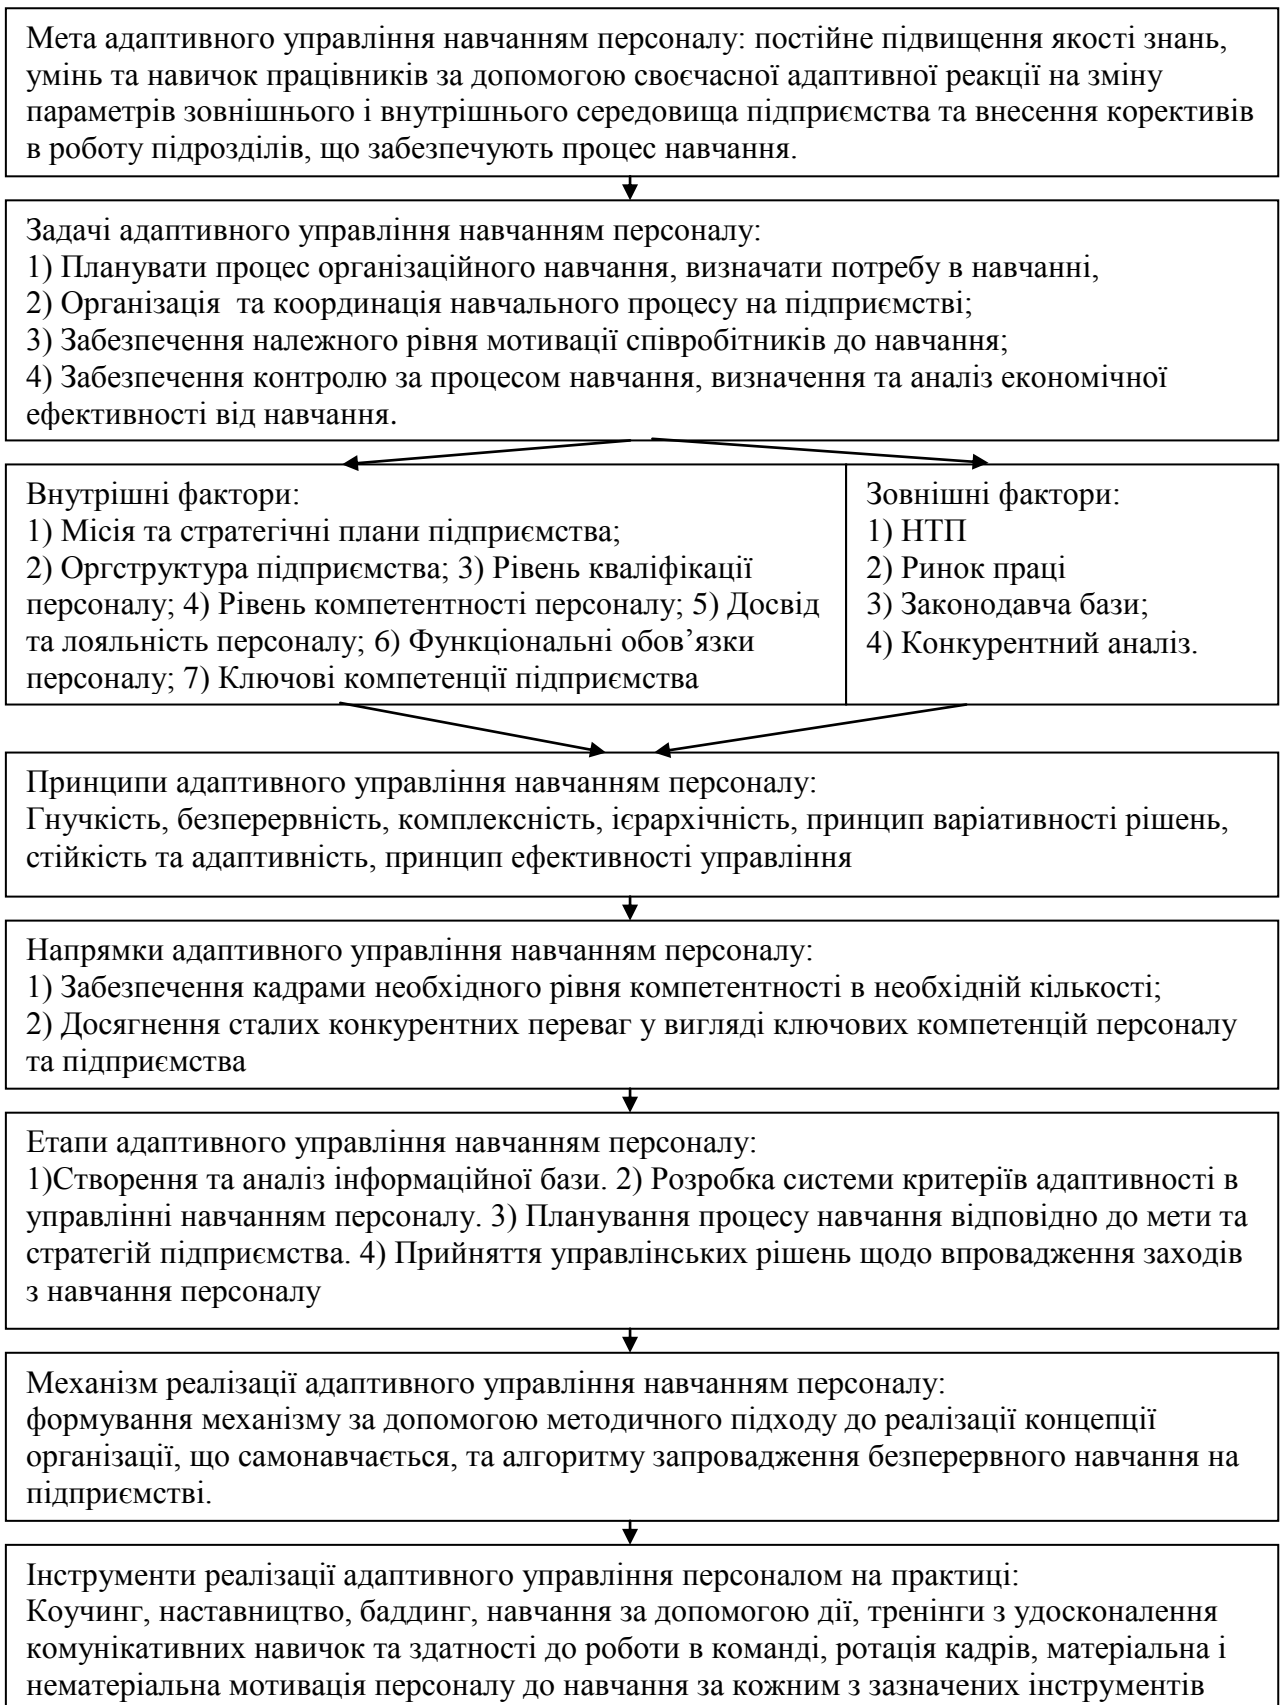 Мета адаптивного управління навчанням персоналу: постійне підвищення якості знань,
умінь та навичок працівників за допомогою своєчасної адаптивної реакції на зміну
параметрів зовнішнього і внутрішнього середовища підприємства та внесення корективів
в роботу підрозділів, що забезпечують процес навчання.
Задачі адаптивного управління навчанням персоналу:
1) Планувати процес організаційного навчання, визначати потребу в навчанні,
2) Організація  та координація навчального процесу на підприємстві;
3) Забезпечення належного рівня мотивації співробітників до навчання;
4) Забезпечення контролю за процесом навчання, визначення та аналіз економічної
ефективності від навчання.
Внутрішні фактори:
1) Місія та стратегічні плани підприємства;
2) Оргструктура підприємства; 3) Рівень кваліфікації
персоналу; 4) Рівень компетентності персоналу; 5) Досвід
та лояльність персоналу; 6) Функціональні обов’язки
персоналу; 7) Ключові компетенції підприємства
Зовнішні фактори:
1) НТП
2) Ринок праці
3) Законодавча бази;
4) Конкурентний аналіз.
Принципи адаптивного управління навчанням персоналу:
Гнучкість, безперервність, комплексність, ієрархічність, принцип варіативності рішень,
стійкість та адаптивність, принцип ефективності управління
Напрямки адаптивного управління навчанням персоналу:
1) Забезпечення кадрами необхідного рівня компетентності в необхідній кількості;
2) Досягнення сталих конкурентних переваг у вигляді ключових компетенцій персоналу
та підприємства
Етапи адаптивного управління навчанням персоналу:
1)Створення та аналіз інформаційної бази. 2) Розробка системи критеріїв адаптивності в
управлінні навчанням персоналу. 3) Планування процесу навчання відповідно до мети та
стратегій підприємства. 4) Прийняття управлінських рішень щодо впровадження заходів
з навчання персоналу
Механізм реалізації адаптивного управління навчанням персоналу:
формування механізму за допомогою методичного підходу до реалізації концепції
організації, що самонавчається, та алгоритму запровадження безперервного навчання на
підприємстві.
Інструменти реалізації адаптивного управління персоналом на практиці:
Коучинг, наставництво, баддинг, навчання за допомогою дії, тренінги з удосконалення
комунікативних навичок та здатності до роботи в команді, ротація кадрів, матеріальна і
нематеріальна мотивація персоналу до навчання за кожним з зазначених інструментів